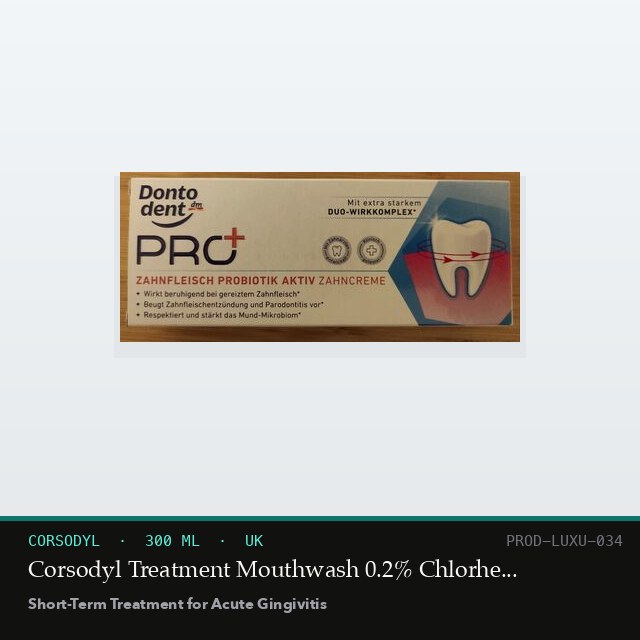 Donto
dent
dm
PRO+
Mit extra starkem
DUO-WIRKKOMPLEX*
ZAHNFLEISCH PROBIOTIK AKTIV ZAHNCREME
Wirkt beruhigend bei gereiztem Zahnfleisch*
Beugt Zahnfleischentzündung und Parodontitis vor*
Respektiert und stärkt das Mund-Mikrobiom*
CORSODYL · 300 ML · UK
PROD-LUXU-034
Corsodyl Treatment Mouthwash 0.2% Chlorhe...
Short-Term Treatment for Acute Gingivitis